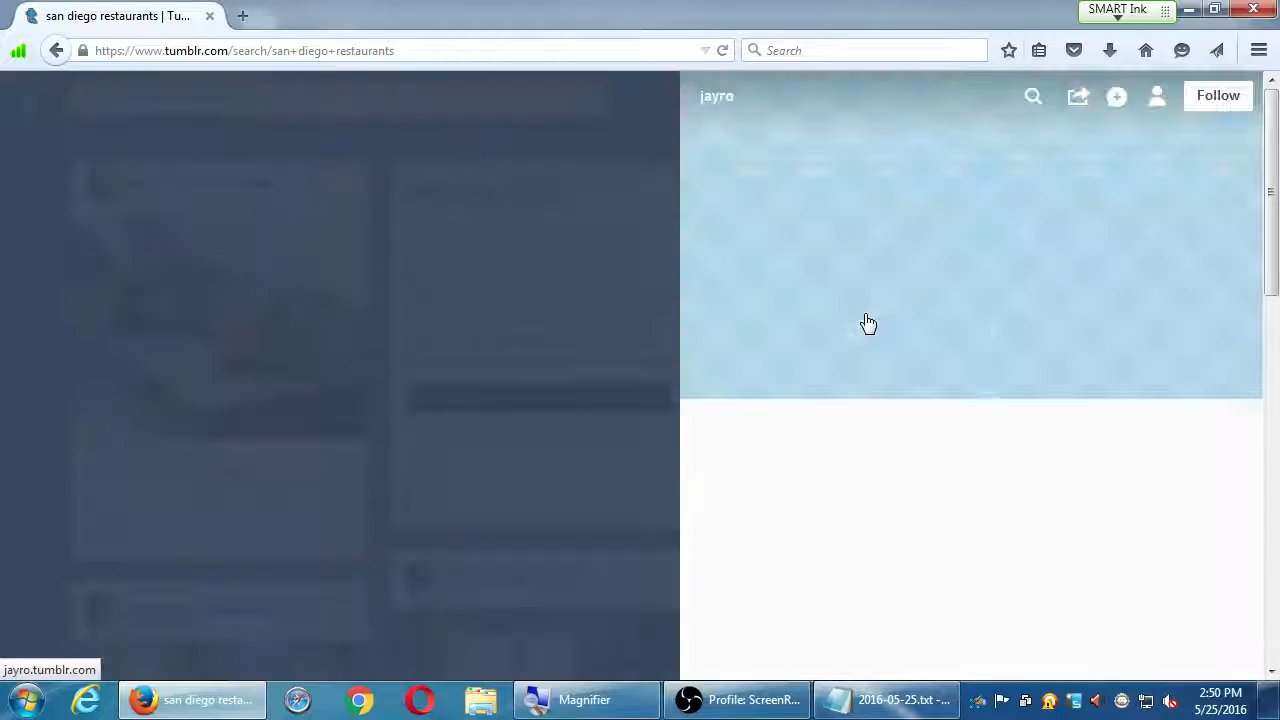 san diego restaurants | Tu...
SMART Ink
https://www.tumblr.com/search/san+diego+restaurants
Search
jayro
Follow
jayro.tumblr.com
san diego resta...
Magnifier
Profile: ScreenR...
2016-05-25.txt -...
2:50 PM
5/25/2016